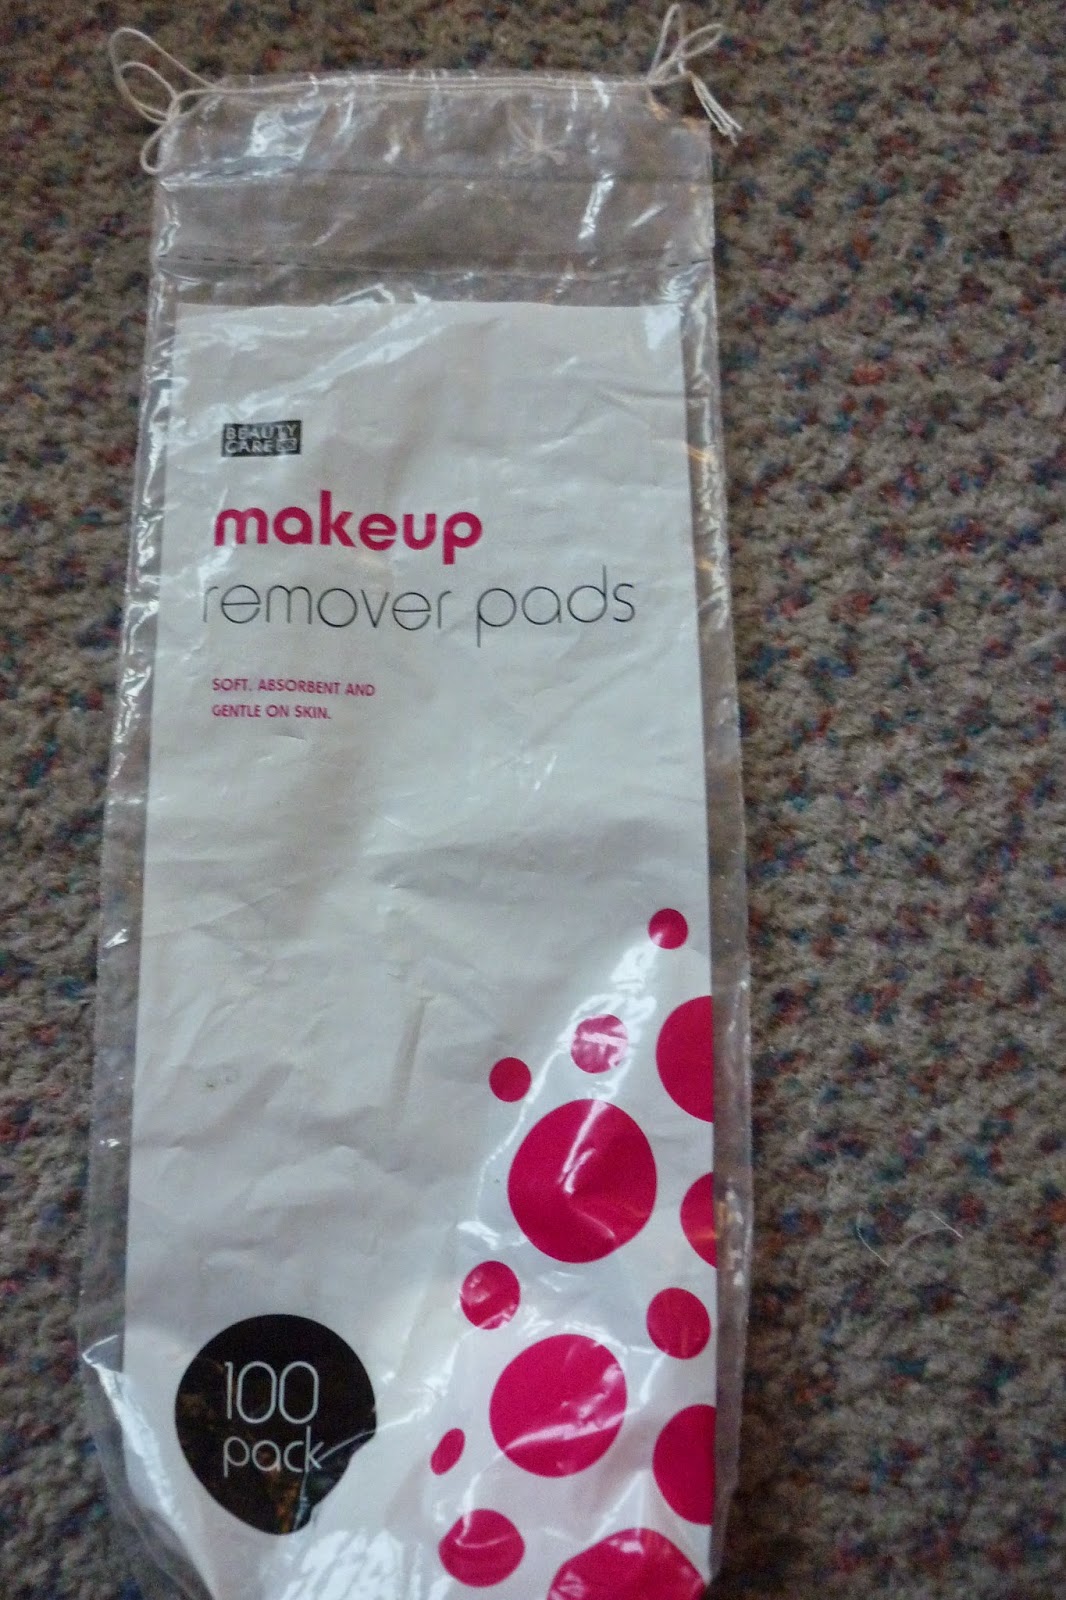 BEAUTY
CARE
makeup
remover pads
SOFT. ABSORBENT AND
GENTLE ON SKIN.
100
pack